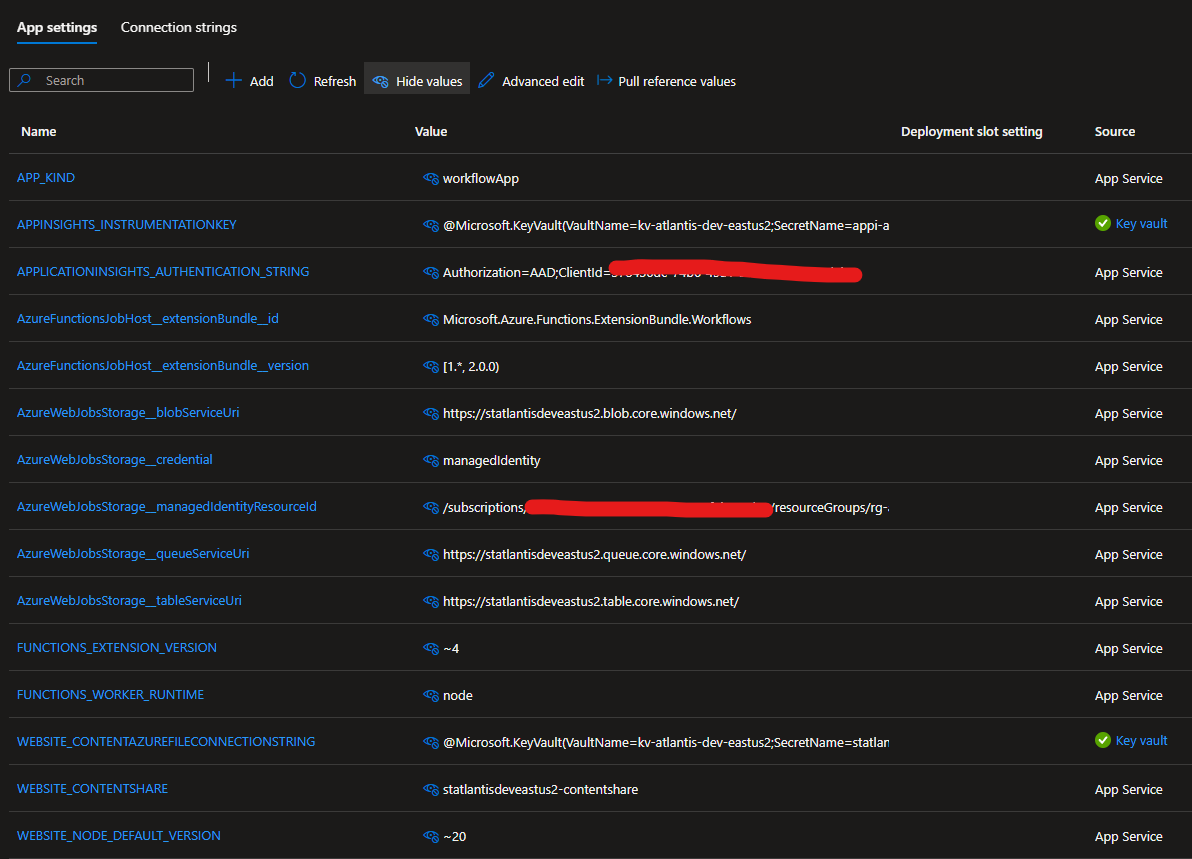 App settings Connection strings
Search Add Refresh Hide values Advanced edit Pull reference values
Name Value Deployment slot setting Source
APP_KIND workflowApp App Service
APPINSIGHTS_INSTRUMENTATIONKEY @Microsoft.KeyVault(VaultName=kv-atlantis-dev-eastus2;SecretName=appi-a Key vault
APPLICATIONINSIGHTS_AUTHENTICATION_STRING Authorization=AAD;ClientId= App Service
AzureFunctionsJobHost__extensionBundle__id Microsoft.Azure.Functions.ExtensionBundle.Workflows App Service
AzureFunctionsJobHost__extensionBundle__version [1.*, 2.0.0) App Service
AzureWebJobsStorage__blobServiceUri https://statlantisdeveastus2.blob.core.windows.net/ App Service
AzureWebJobsStorage__credential managedIdentity App Service
AzureWebJobsStorage__managedIdentityResourceId /subscriptions/ /resourceGroups/rg- App Service
AzureWebJobsStorage__queueServiceUri https://statlantisdeveastus2.queue.core.windows.net/ App Service
AzureWebJobsStorage__tableServiceUri https://statlantisdeveastus2.table.core.windows.net/ App Service
FUNCTIONS_EXTENSION_VERSION ~4 App Service
FUNCTIONS_WORKER_RUNTIME node App Service
WEBSITE_CONTENTAZUREFILECONNECTIONSTRING @Microsoft.KeyVault(VaultName=kv-atlantis-dev-eastus2;SecretName=statlan Key vault
WEBSITE_CONTENTSHARE statlantisdeveastus2-contentshare App Service
WEBSITE_NODE_DEFAULT_VERSION ~20 App Service